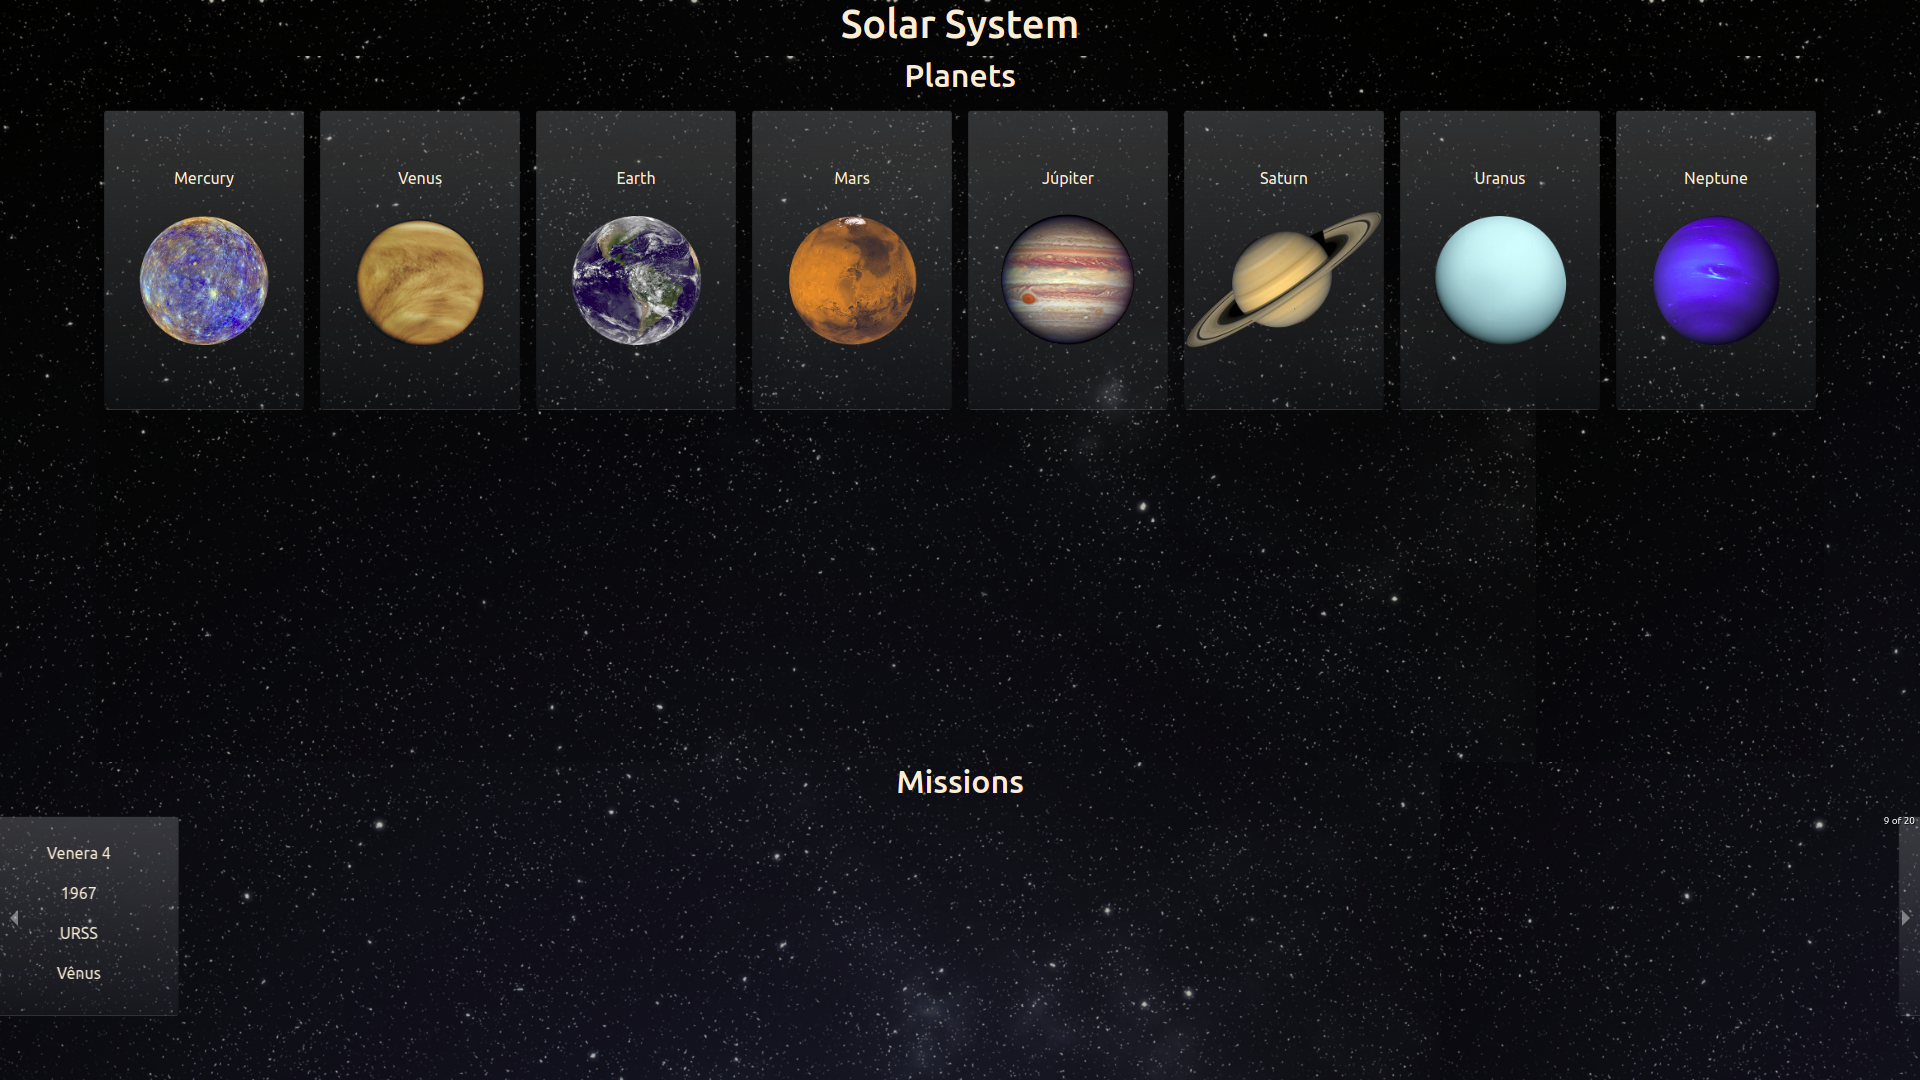 Solar System
Planets
Mercury
Venus
Earth
Mars
Júpiter
Saturn
Uranus
Neptune
Missions
9 of 20
Venera 4
1967
URSS
Vênus